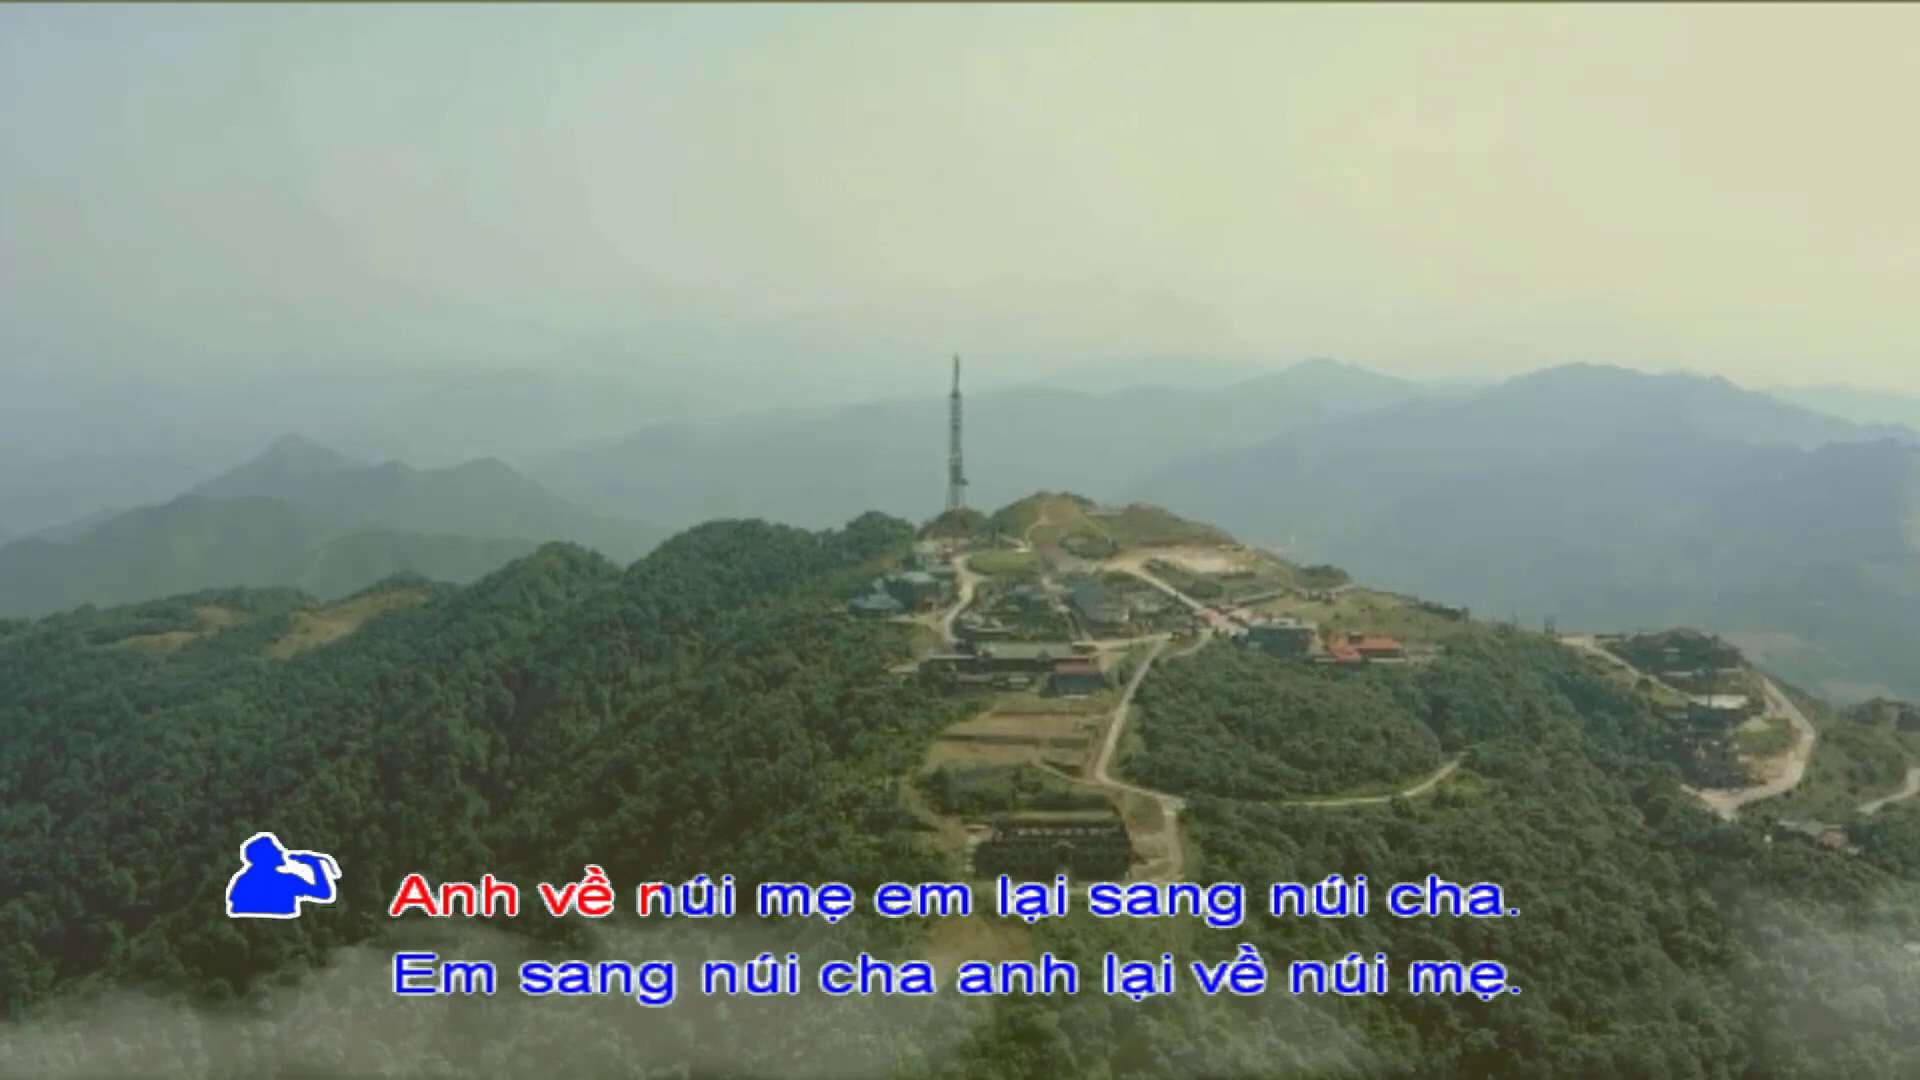 Anh về núi mẹ em lại sang núi cha.
Em sang núi cha anh lại về núi mẹ.